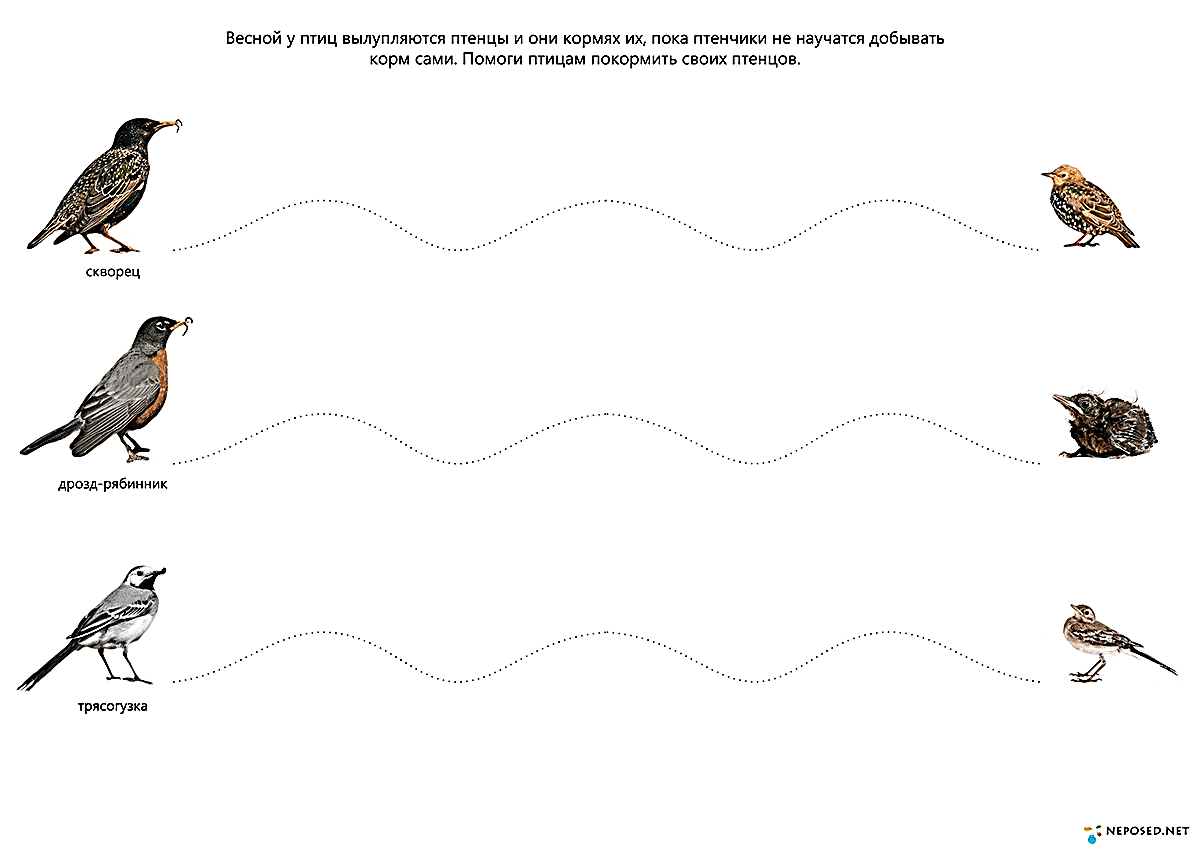 Весной у птиц вылупляются птенцы и они кормях их, пока птенчики не научатся добывать
корм сами. Помоги птицам покормить своих птенцов.
скворец
дрозд-рябинник
трясогузка
NEPOSED.NET